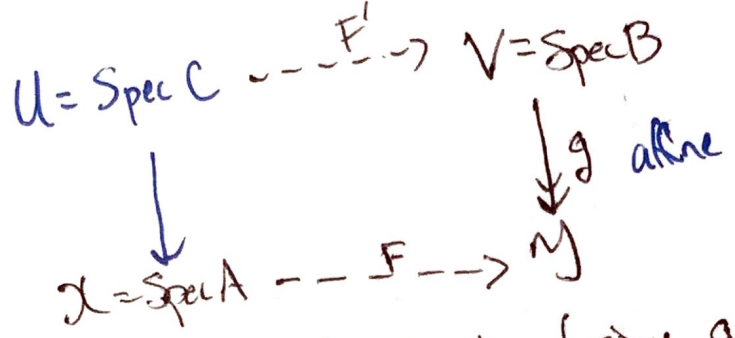 F'
U = Spec C V = Spec B
g affine
X = Spec A F Y